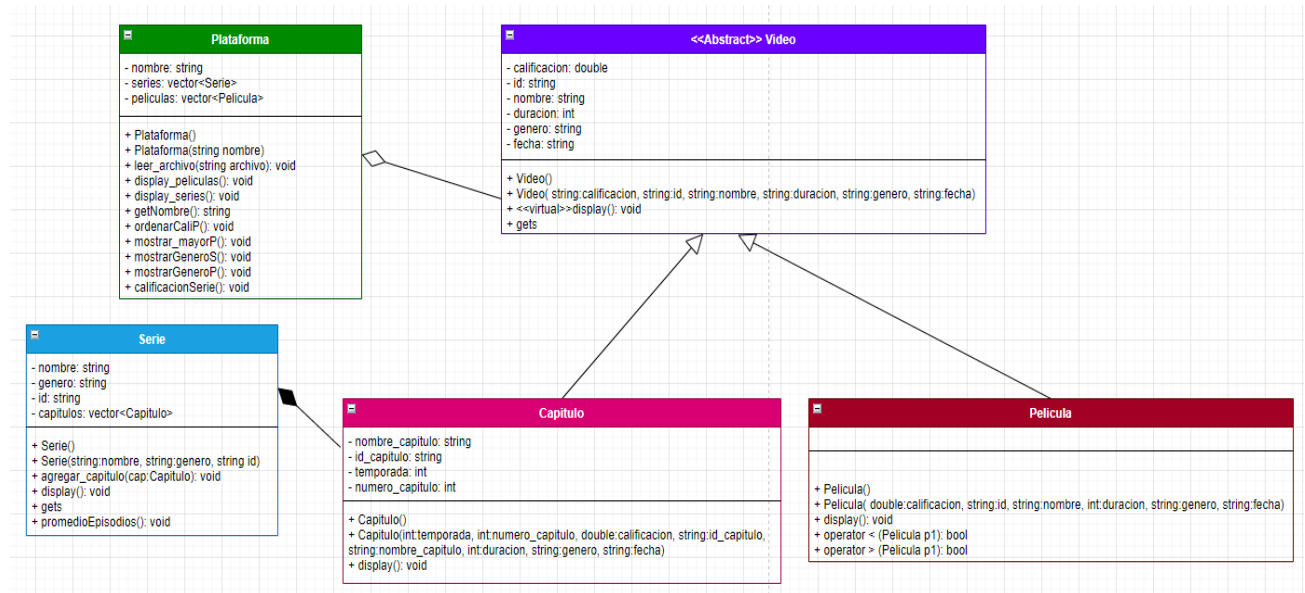 Plataforma
- nombre: string
- series: vector<Serie>
- peliculas: vector<Pelicula>
+ Plataforma()
+ Plataforma(string nombre)
+ leer_archivo(string archivo): void
+ display_peliculas(): void
+ display_series(): void
+ getNombre(): string
+ ordenarCaliP(): void
+ mostrar_mayorP(): void
+ mostrarGeneroS(): void
+ mostrarGeneroP(): void
+ calificacionSerie(): void
<<Abstract>> Video
- calificacion: double
- id: string
- nombre: string
- duracion: int
- genero: string
- fecha: string
+ Video()
+ Video( string:calificacion, string:id, string:nombre, string:duracion, string:genero, string:fecha)
+ <<virtual>>display(): void
+ gets
Serie
- nombre: string
- genero: string
- id: string
- capitulos: vector<Capitulo>
+ Serie()
+ Serie(string:nombre, string:genero, string id)
+ agregar_capitulo(cap:Capitulo): void
+ display(): void
+ gets
+ promedioEpisodios(): void
Capitulo
- nombre_capitulo: string
- id_capitulo: string
- temporada: int
- numero_capitulo: int
+ Capitulo()
+ Capitulo(int:temporada, int:numero_capitulo, double:calificacion, string:id_capitulo,
string:nombre_capitulo, int:duracion, string:genero, string:fecha)
+ display(): void
Pelicula
+ Pelicula()
+ Pelicula( double:calificacion, string:id, string:nombre, int:duracion, string:genero, string:fecha)
+ display(): void
+ operator < (Pelicula p1): bool
+ operator > (Pelicula p1): bool